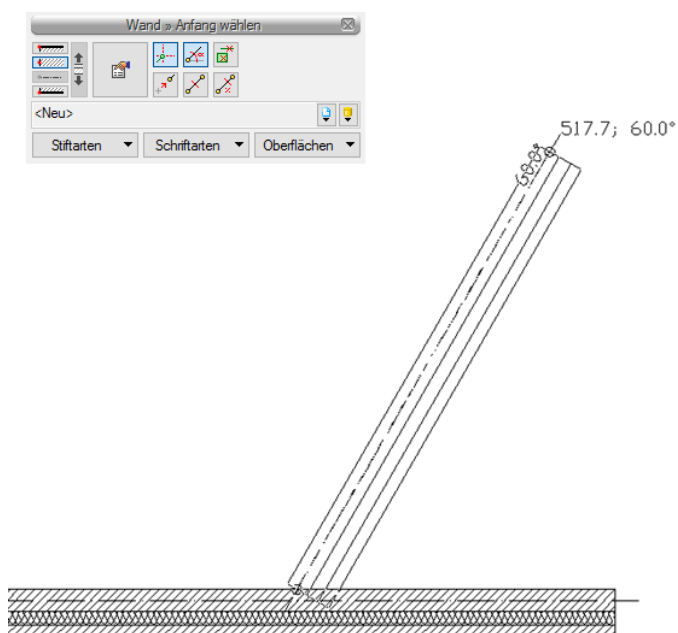 Wand » Anfang wählen
<Neu>
Stiftarten
Schriftarten
Oberflächen
517.7; 60.0°